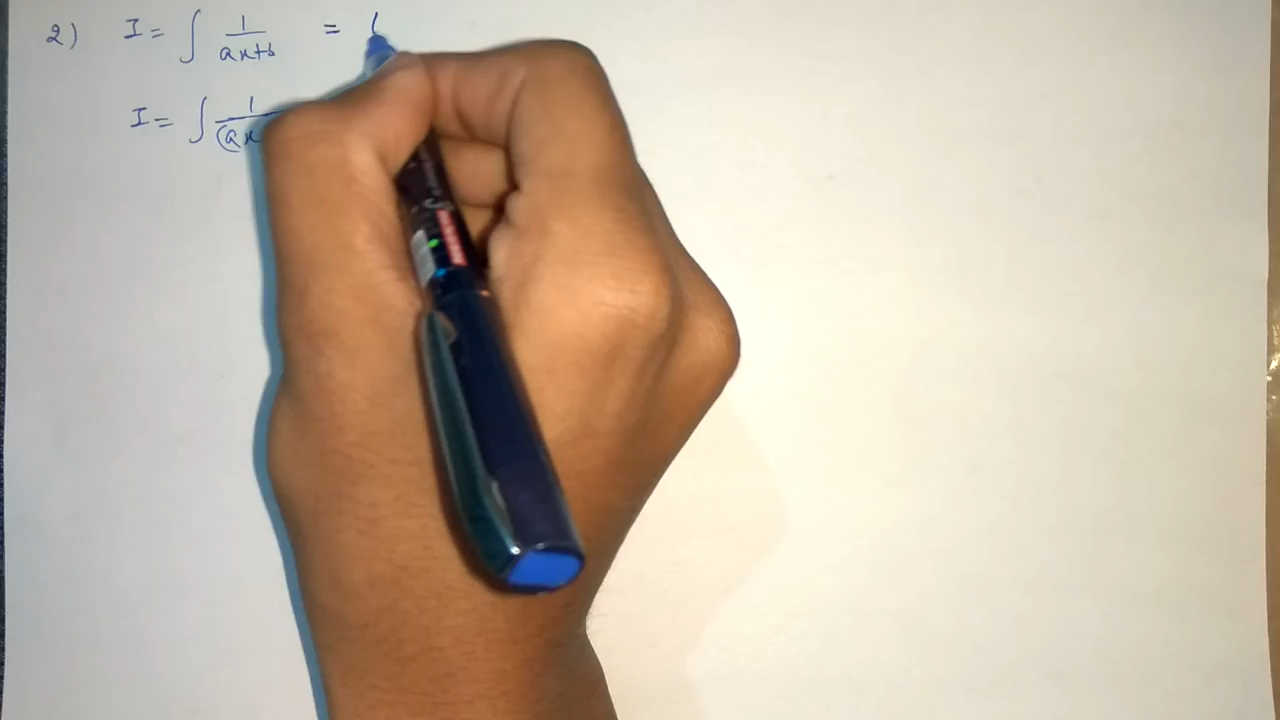 2) I = ∫ 1/(ax+b) = (
I = ∫ 1/(ax